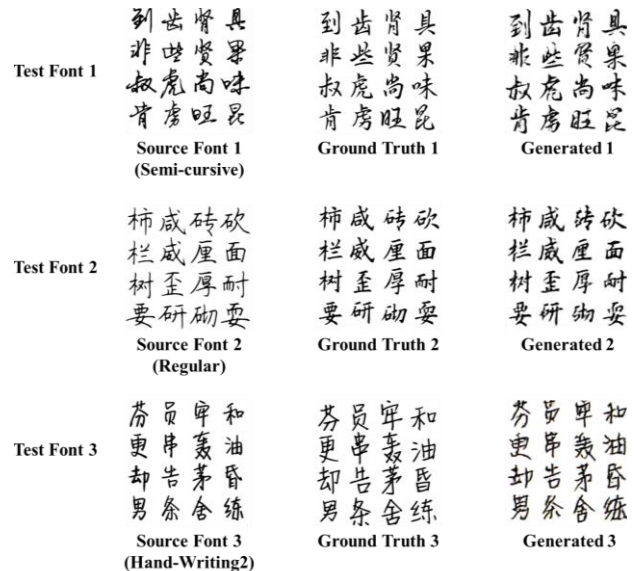 Test Font 1
到齿肾具
非些贤果
叔虎尚味
肯虏旺昆
Source Font 1
(Semi-cursive)
到齿肾具
非些贤果
叔虎尚味
肯虏旺昆
Ground Truth 1
到齿肾具
非些贤果
叔虎尚味
肯虏旺昆
Generated 1
Test Font 2
柿咸砖砍
栏威厘面
树歪厚耐
要研砌耍
Source Font 2
(Regular)
柿咸砖砍
栏威厘面
树歪厚耐
要研砌耍
Ground Truth 2
柿咸砖砍
栏威厘面
树歪厚耐
要研砌耍
Generated 2
Test Font 3
芬员牢和
更串轰油
却告茅昏
男条舍练
Source Font 3
(Hand-Writing2)
芬员牢和
更串轰油
却告茅昏
男条舍练
Ground Truth 3
芬员牢和
更串轰油
却告茅昏
男条舍练
Generated 3